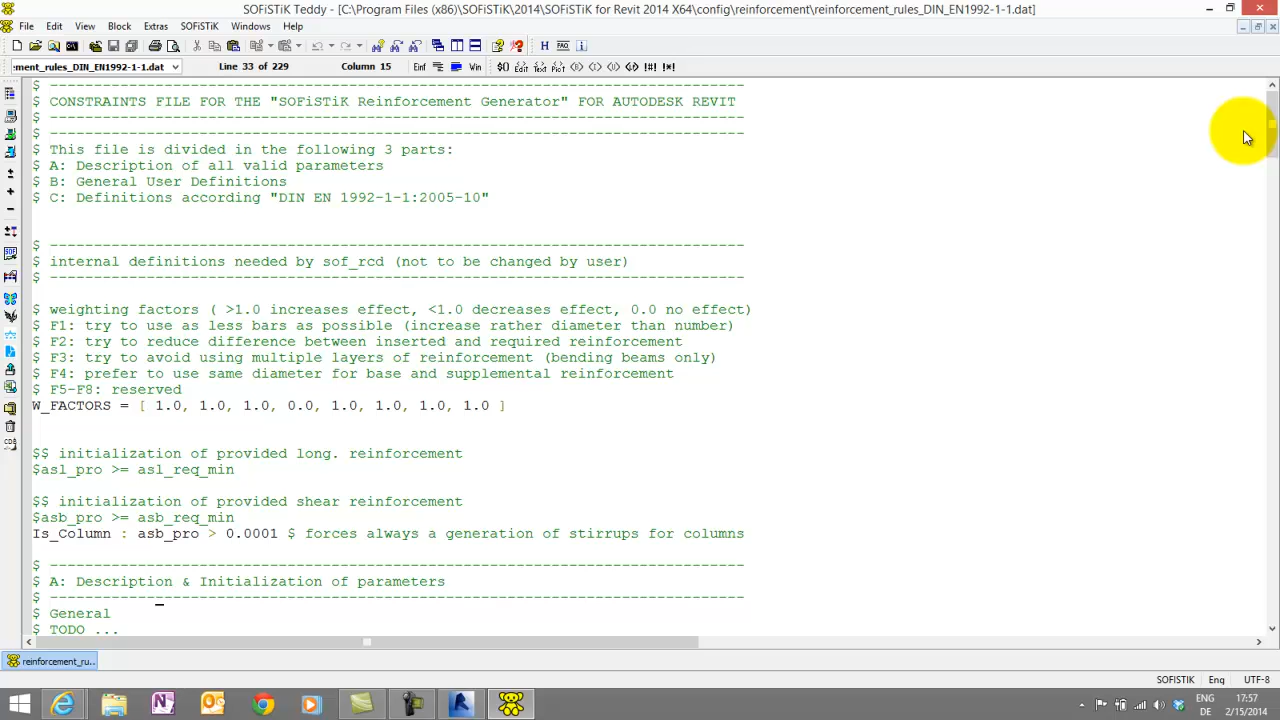 SOFiSTiK Teddy - [C:\Program Files (x86)\SOFiSTiK\2014\SOFiSTiK for Revit 2014 X64\config\reinforcement\reinforcement_rules_DIN_EN1992-1-1.dat]
File Edit View Block Extras SOFiSTiK Windows Help
H FAQ
:ment_rules_DIN_EN1992-1-1.dat Line 33 of 229 Column 15 Einf Win
$ -------------------------------------------------------------------------------
$ CONSTRAINTS FILE FOR THE "SOFiSTiK Reinforcement Generator" FOR AUTODESK REVIT
$ -------------------------------------------------------------------------------
$ -------------------------------------------------------------------------------
$ This file is divided in the following 3 parts:
$ A: Description of all valid parameters
$ B: General User Definitions
$ C: Definitions according "DIN EN 1992-1-1:2005-10"
$ -------------------------------------------------------------------------------
$ internal definitions needed by sof_rcd (not to be changed by user)
$ -------------------------------------------------------------------------------
$ weighting factors ( >1.0 increases effect, <1.0 decreases effect, 0.0 no effect)
$ F1: try to use as less bars as possible (increase rather diameter than number)
$ F2: try to reduce difference between inserted and required reinforcement
$ F3: try to avoid using multiple layers of reinforcement (bending beams only)
$ F4: prefer to use same diameter for base and supplemental reinforcement
$ F5-F8: reserved
W_FACTORS = [ 1.0, 1.0, 1.0, 0.0, 1.0, 1.0, 1.0, 1.0 ]
$$ initialization of provided long. reinforcement
$asl_pro >= asl_req_min
$$ initialization of provided shear reinforcement
$asb_pro >= asb_req_min
Is_Column : asb_pro > 0.0001 $ forces always a generation of stirrups for columns
$ -------------------------------------------------------------------------------
$ A: Description & Initialization of parameters
$ -------------------------------------------------------------------------------
$ General
$ TODO ...
reinforcement_ru..
SOFISTIK Eng UTF-8
ENG 17:57
DE 2/15/2014